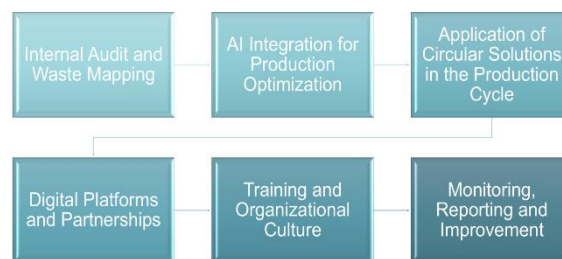 Internal Audit and
Waste Mapping
AI Integration for
Production
Optimization
Application of
Circular Solutions
in the Production
Cycle
Digital Platforms
and Partnerships
Training and
Organizational
Culture
Monitoring,
Reporting and
Improvement